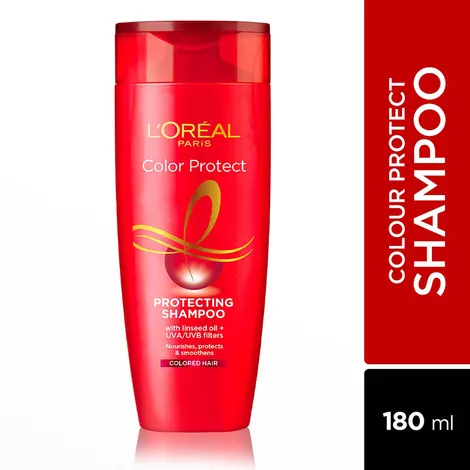 L'ORÉAL
PARIS
Color Protect
PROTECTING
SHAMPOO
with linseed oil +
UVA/UVB filters
Nourishes, protects
& smoothens
COLORED HAIR
COLOUR PROTECT
SHAMPOO
180 ml